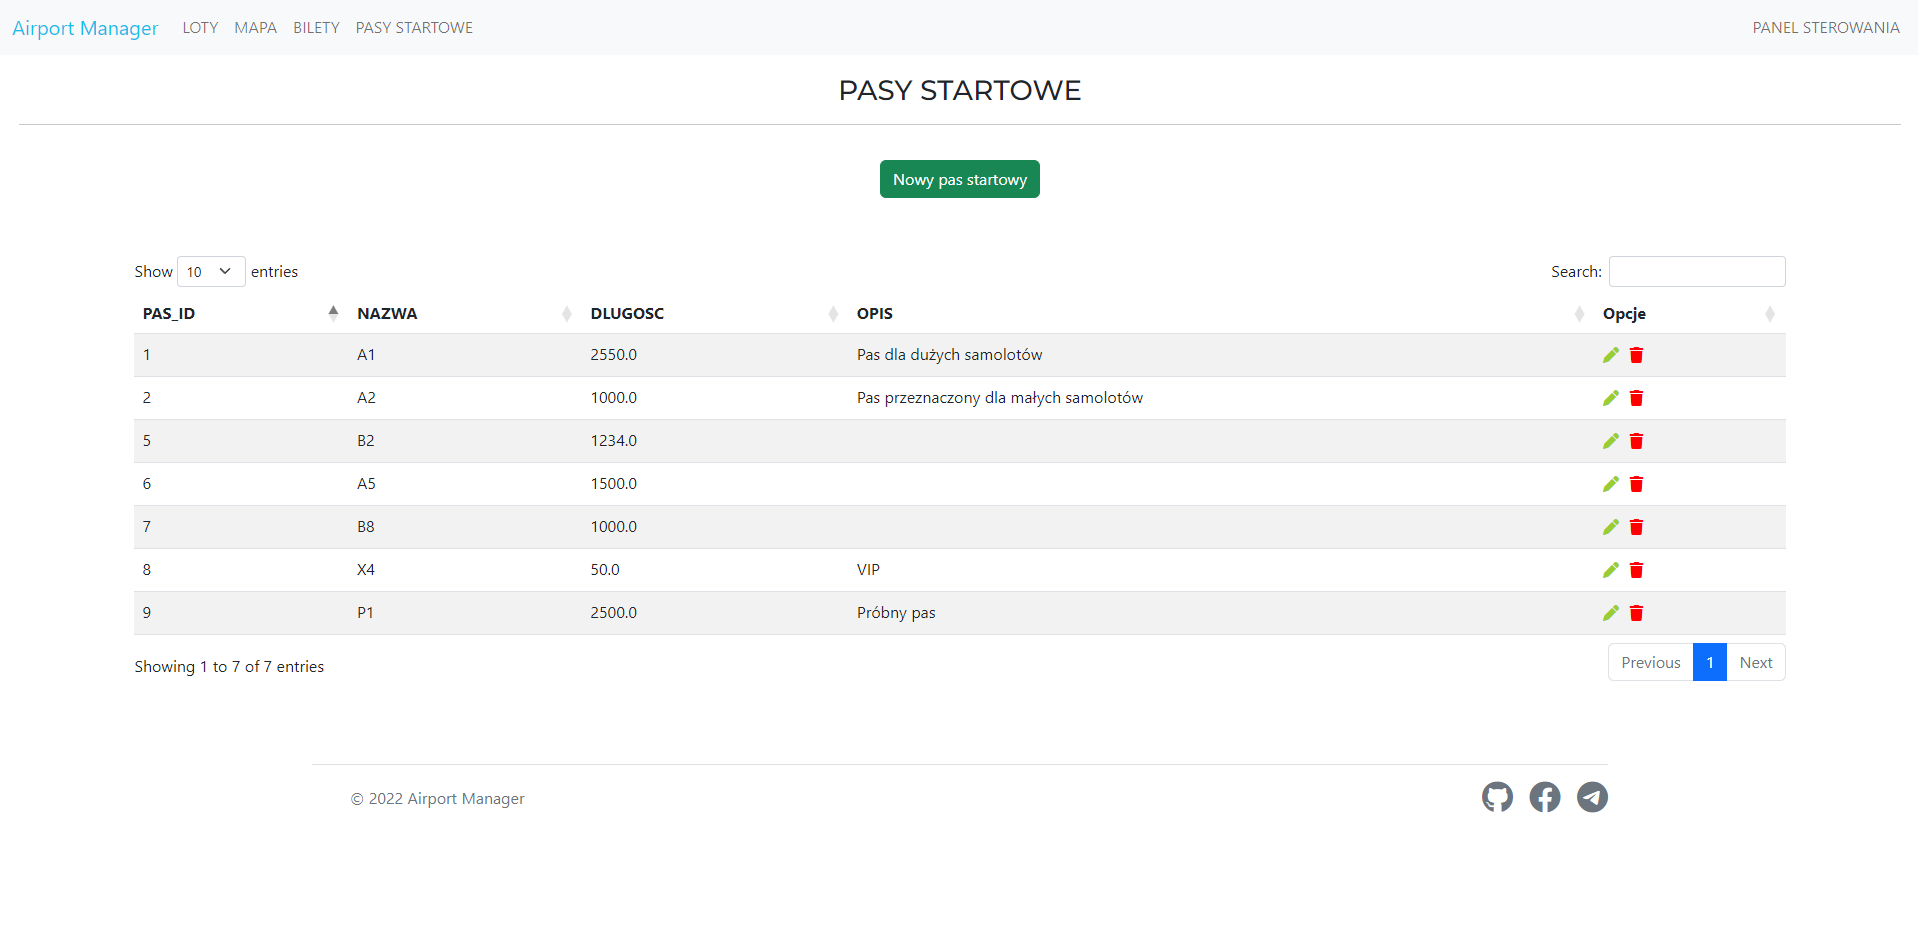 Airport Manager LOTY MAPA BILETY PASY STARTOWE PANEL STEROWANIA
PASY STARTOWE
Nowy pas startowy
Show 10 entries Search:
PAS_ID NAZWA DLUGOSC OPIS Opcje
1 A1 2550.0 Pas dla dużych samolotów
2 A2 1000.0 Pas przeznaczony dla małych samolotów
5 B2 1234.0
6 A5 1500.0
7 B8 1000.0
8 X4 50.0 VIP
9 P1 2500.0 Próbny pas
Showing 1 to 7 of 7 entries Previous 1 Next
© 2022 Airport Manager